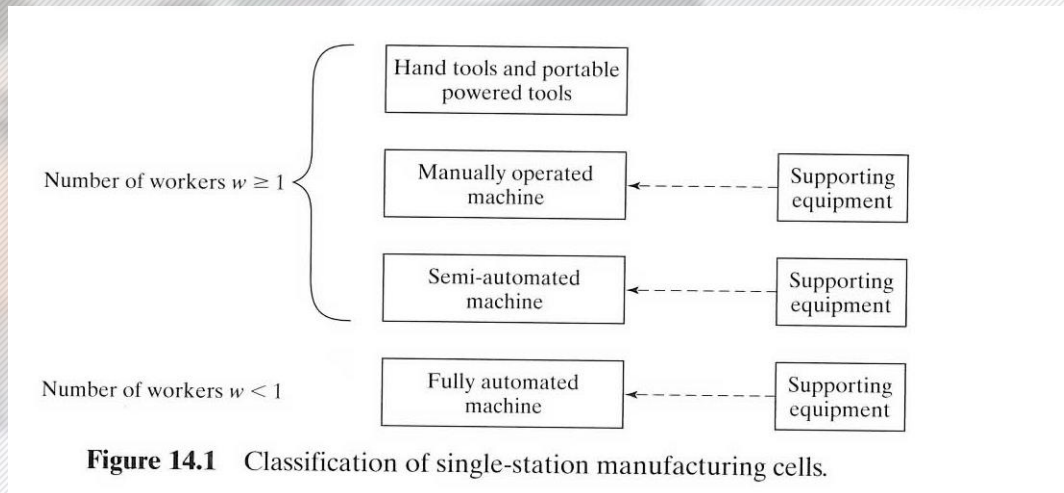 Hand tools and portable
powered tools
Number of workers w ≥ 1
Manually operated
machine
Supporting
equipment
Semi-automated
machine
Supporting
equipment
Number of workers w < 1
Fully automated
machine
Supporting
equipment
Figure 14.1 Classification of single-station manufacturing cells.